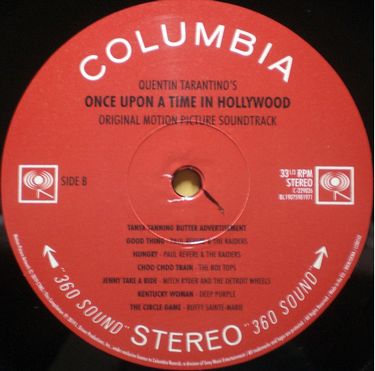 COLUMBIA
QUENTIN TARANTINO'S
ONCE UPON A TIME IN HOLLYWOOD
ORIGINAL MOTION PICTURE SOUNDTRACK
SIDE B
33 1/3 RPM
STEREO
TANYA TANNING BUTTER ADVERTISEMENT
GOOD THING - PAUL REVERE & THE RAIDERS
HUNGRY - PAUL REVERE & THE RAIDERS
CHOO CHOO TRAIN - THE BOX TOPS
JENNY TAKE A RIDE - MITCH RYDER AND THE DETROIT WHEELS
KENTUCKY WOMAN - DEEP PURPLE
THE CIRCLE GAME - BUFFY SAINTE-MARIE
"360 SOUND" STEREO "360 SOUND"